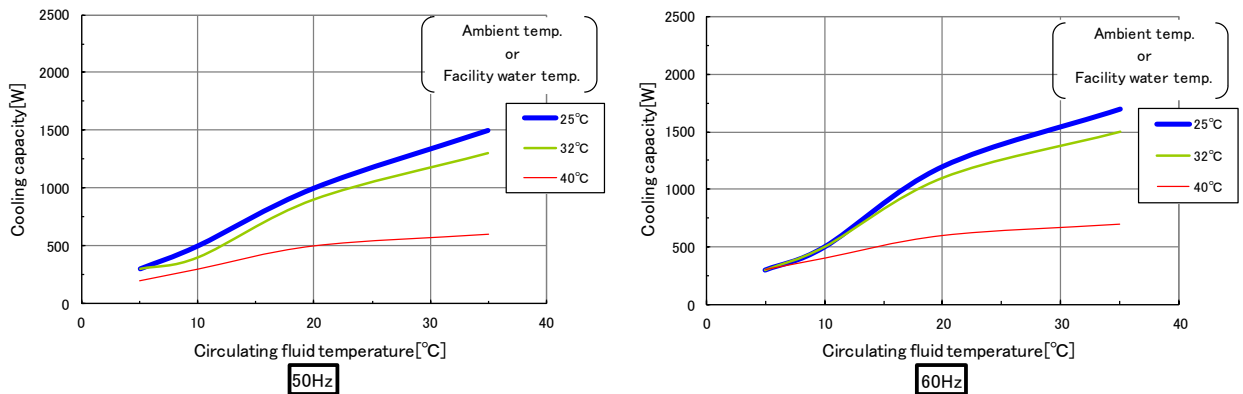 2500
2000
1500
1000
500
0
Cooling capacity[W]
Ambient temp.
or
Facility water temp.
25℃
32℃
40℃
0 10 20 30 40
Circulating fluid temperature[℃]
50Hz
2500
2000
1500
1000
500
0
Cooling capacity[W]
Ambient temp.
or
Facility water temp.
25℃
32℃
40℃
0 10 20 30 40
Circulating fluid temperature[℃]
60Hz